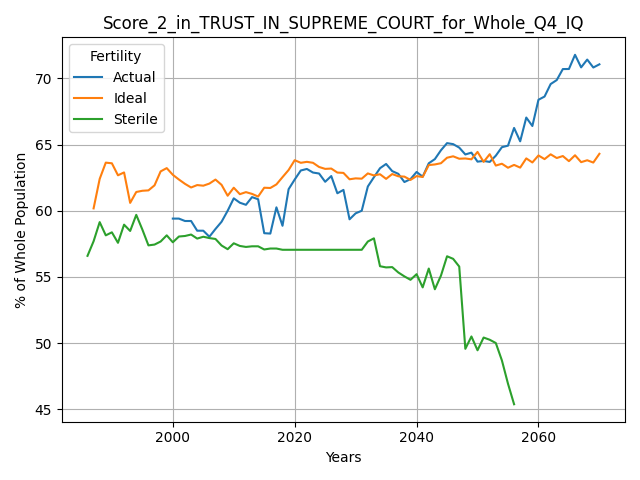 Score_2_in_TRUST_IN_SUPREME_COURT_for_Whole_Q4_IQ
Fertility
Actual
Ideal
Sterile
% of Whole Population
70
65
60
55
50
45
2000
2020
2040
2060
Years